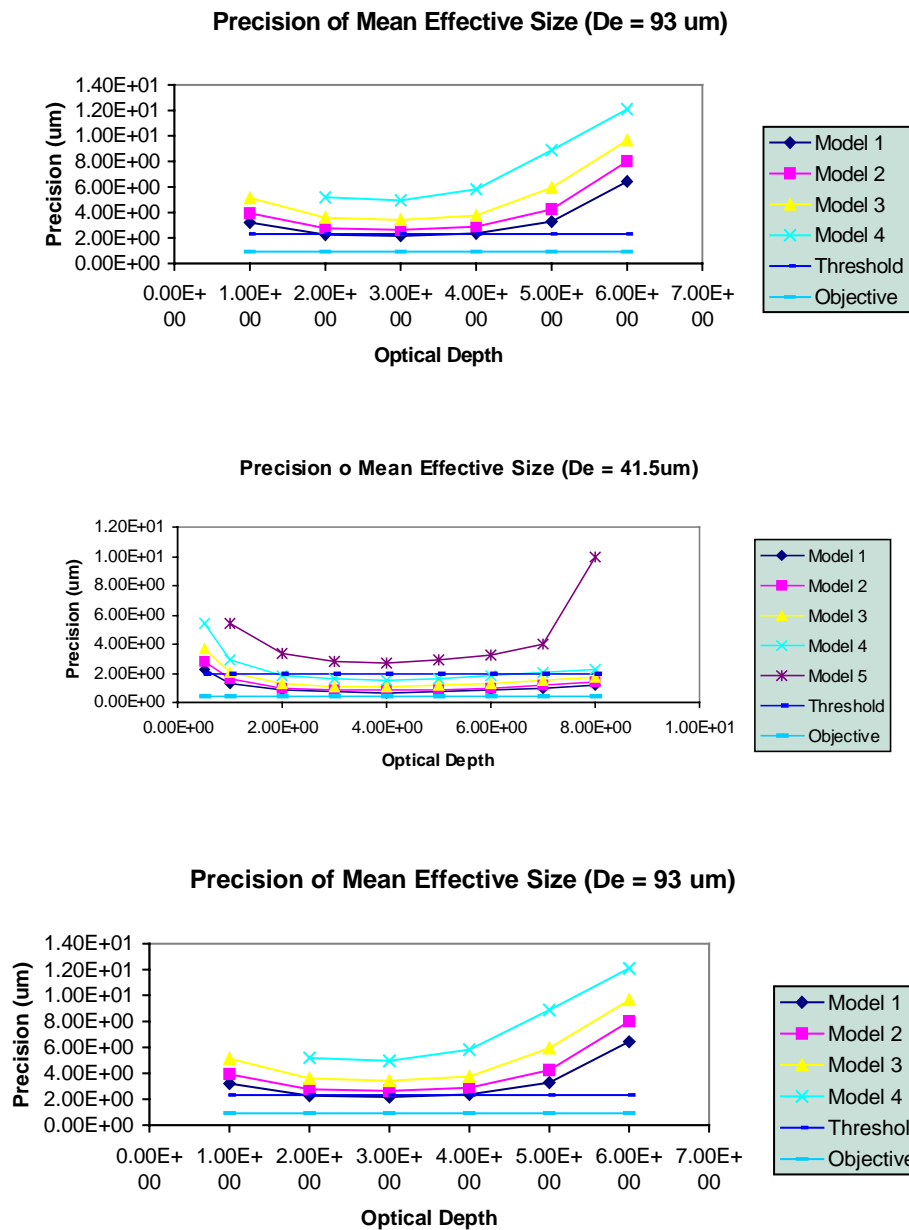 Precision of Mean Effective Size (De = 93 um)
1.40E+01
1.20E+01
1.00E+01
8.00E+00
6.00E+00
4.00E+00
2.00E+00
0.00E+00
Precision (um)
0.00E+ 1.00E+ 2.00E+ 3.00E+ 4.00E+ 5.00E+ 6.00E+ 7.00E+
00 00 00 00 00 00 00 00
Optical Depth
Model 1
Model 2
Model 3
Model 4
Threshold
Objective
Precision o Mean Effective Size (De = 41.5um)
1.20E+01
1.00E+01
8.00E+00
6.00E+00
4.00E+00
2.00E+00
0.00E+00
Precision (um)
0.00E+00 2.00E+00 4.00E+00 6.00E+00 8.00E+00 1.00E+01
Optical Depth
Model 1
Model 2
Model 3
Model 4
Model 5
Threshold
Objective
Precision of Mean Effective Size (De = 93 um)
1.40E+01
1.20E+01
1.00E+01
8.00E+00
6.00E+00
4.00E+00
2.00E+00
0.00E+00
Precision (um)
0.00E+ 1.00E+ 2.00E+ 3.00E+ 4.00E+ 5.00E+ 6.00E+ 7.00E+
00 00 00 00 00 00 00 00
Optical Depth
Model 1
Model 2
Model 3
Model 4
Threshold
Objective